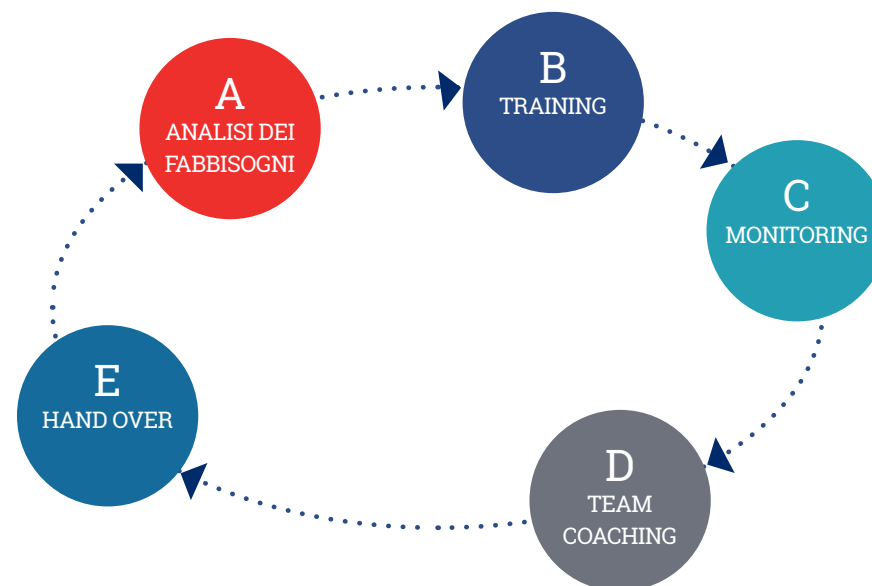 A
ANALISI DEI
FABBISOGNI
B
TRAINING
C
MONITORING
D
TEAM
COACHING
E
HAND OVER